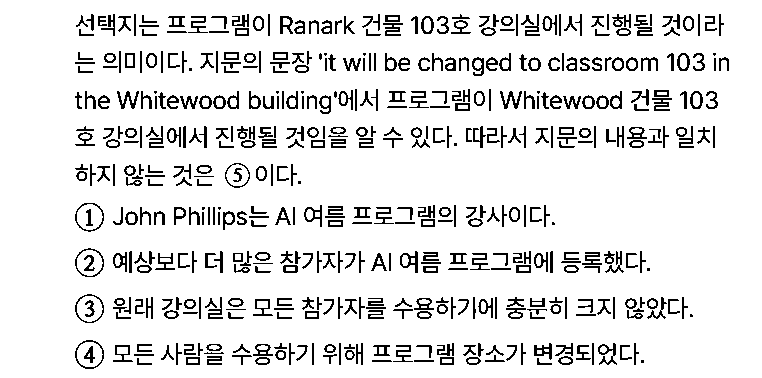 선택지는 프로그램이 Ranark 건물 103호 강의실에서 진행될 것이라
는 의미이다. 지문의 문장 'it will be changed to classroom 103 in
the Whitewood building'에서 프로그램이 Whitewood 건물 103
호 강의실에서 진행될 것임을 알 수 있다. 따라서 지문의 내용과 일치
하지 않는 것은 ⑤이다.
① John Phillips는 AI 여름 프로그램의 강사이다.
② 예상보다 더 많은 참가자가 AI 여름 프로그램에 등록했다.
③ 원래 강의실은 모든 참가자를 수용하기에 충분히 크지 않았다.
④ 모든 사람을 수용하기 위해 프로그램 장소가 변경되었다.